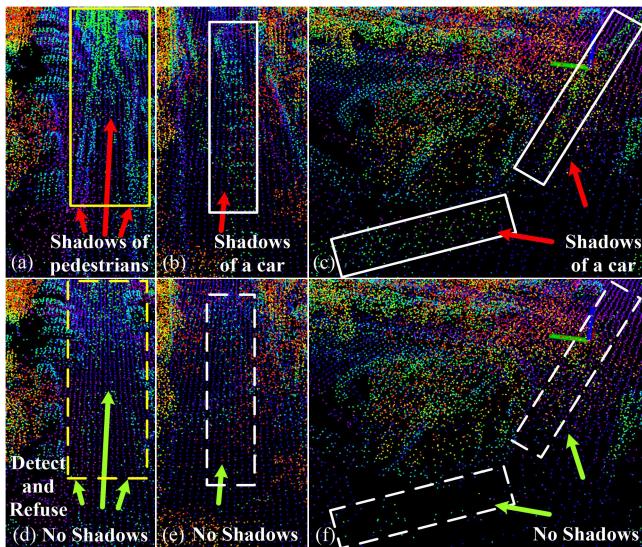 Shadows of
(a) pedestrians
Shadows
(b) of a car
Shadows
(c) of a car
Detect
and
Refuse
(d) No Shadows
(e) No Shadows
(f) No Shadows